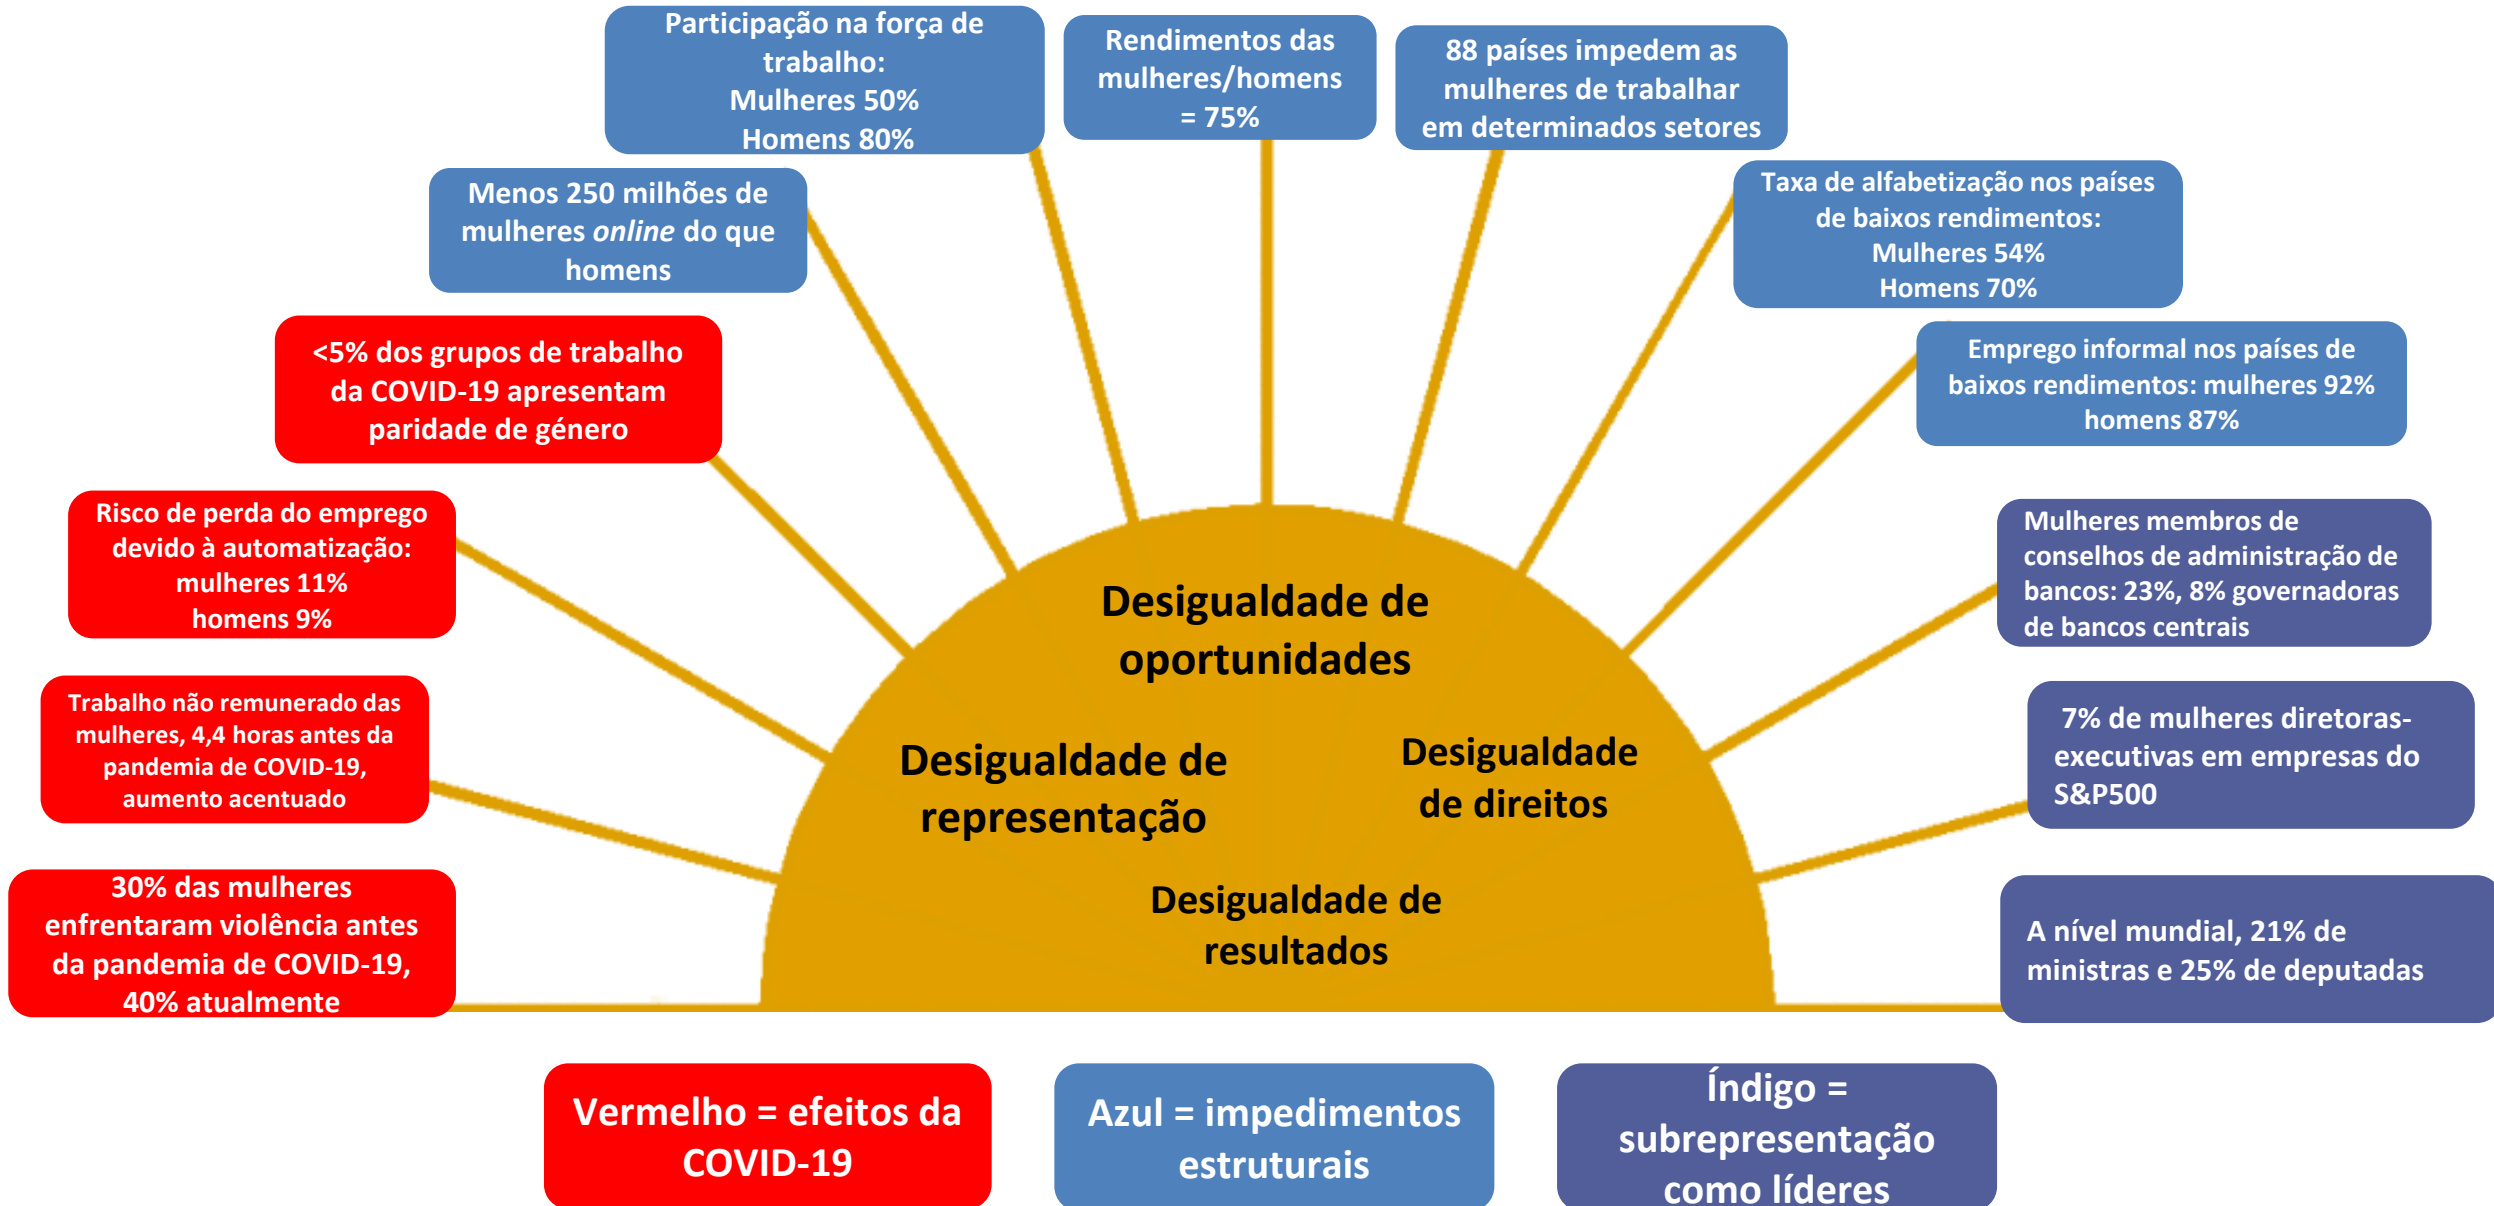 Participação na força de
trabalho:
Mulheres 50%
Homens 80%
Rendimentos das
mulheres/homens
= 75%
88 países impedem as
mulheres de trabalhar
em determinados setores
Menos 250 milhões de
mulheres online do que
homens
Taxa de alfabetização nos países
de baixos rendimentos:
Mulheres 54%
Homens 70%
<5% dos grupos de trabalho
da COVID-19 apresentam
paridade de género
Emprego informal nos países de
baixos rendimentos: mulheres 92%
homens 87%
Risco de perda do emprego
devido à automatização:
mulheres 11%
homens 9%
Mulheres membros de
conselhos de administração de
bancos: 23%, 8% governadoras
de bancos centrais
Trabalho não remunerado das
mulheres, 4,4 horas antes da
pandemia de COVID-19,
aumento acentuado
7% de mulheres diretoras-
executivas em empresas do
S&P500
30% das mulheres
enfrentaram violência antes
da pandemia de COVID-19,
40% atualmente
A nível mundial, 21% de
ministras e 25% de deputadas
Desigualdade de
oportunidades
Desigualdade de
representação
Desigualdade
de direitos
Desigualdade de
resultados
Vermelho = efeitos da
COVID-19
Azul = impedimentos
estruturais
Índigo =
subrepresentação
como líderes